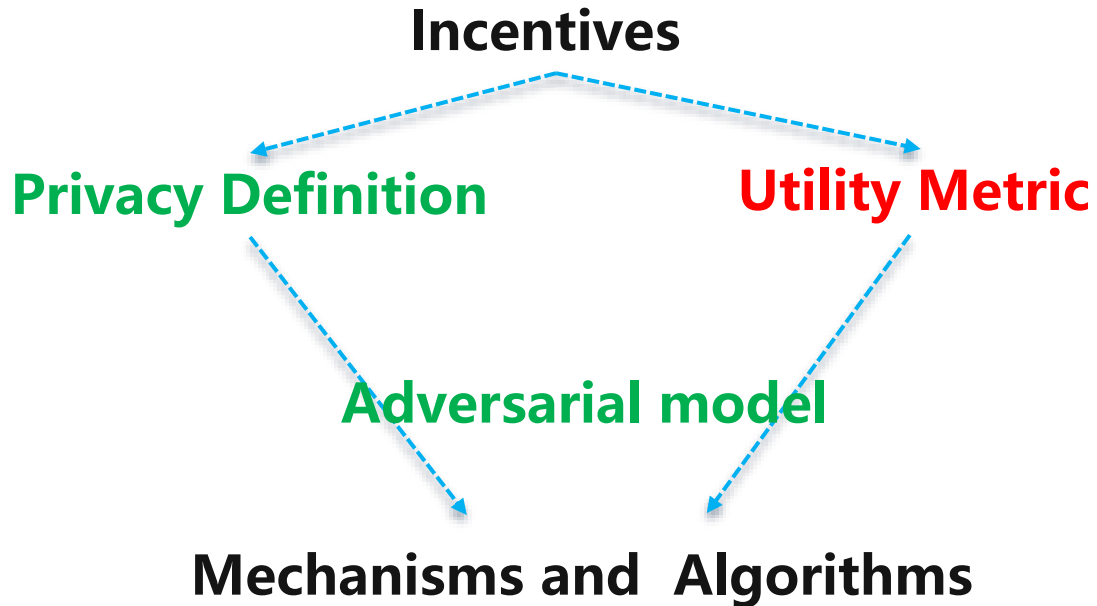 Incentives
Privacy Definition
Utility Metric
Adversarial model
Mechanisms and Algorithms